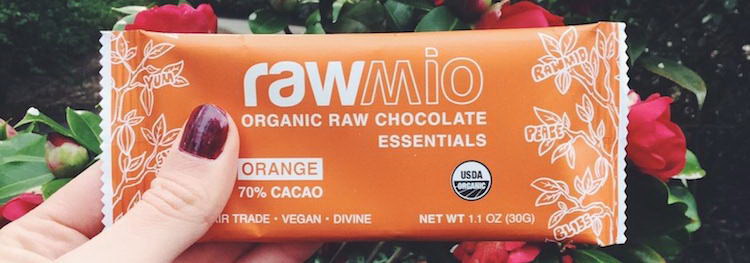 rawmio
ORGANIC RAW CHOCOLATE
ESSENTIALS
ORANGE
70% CACAO
TRADE • VEGAN • DIVINE
NET WT 1.1 OZ (30G)
USDA
ORGANIC
YUM
RAWMIO
PEACE
BLISS